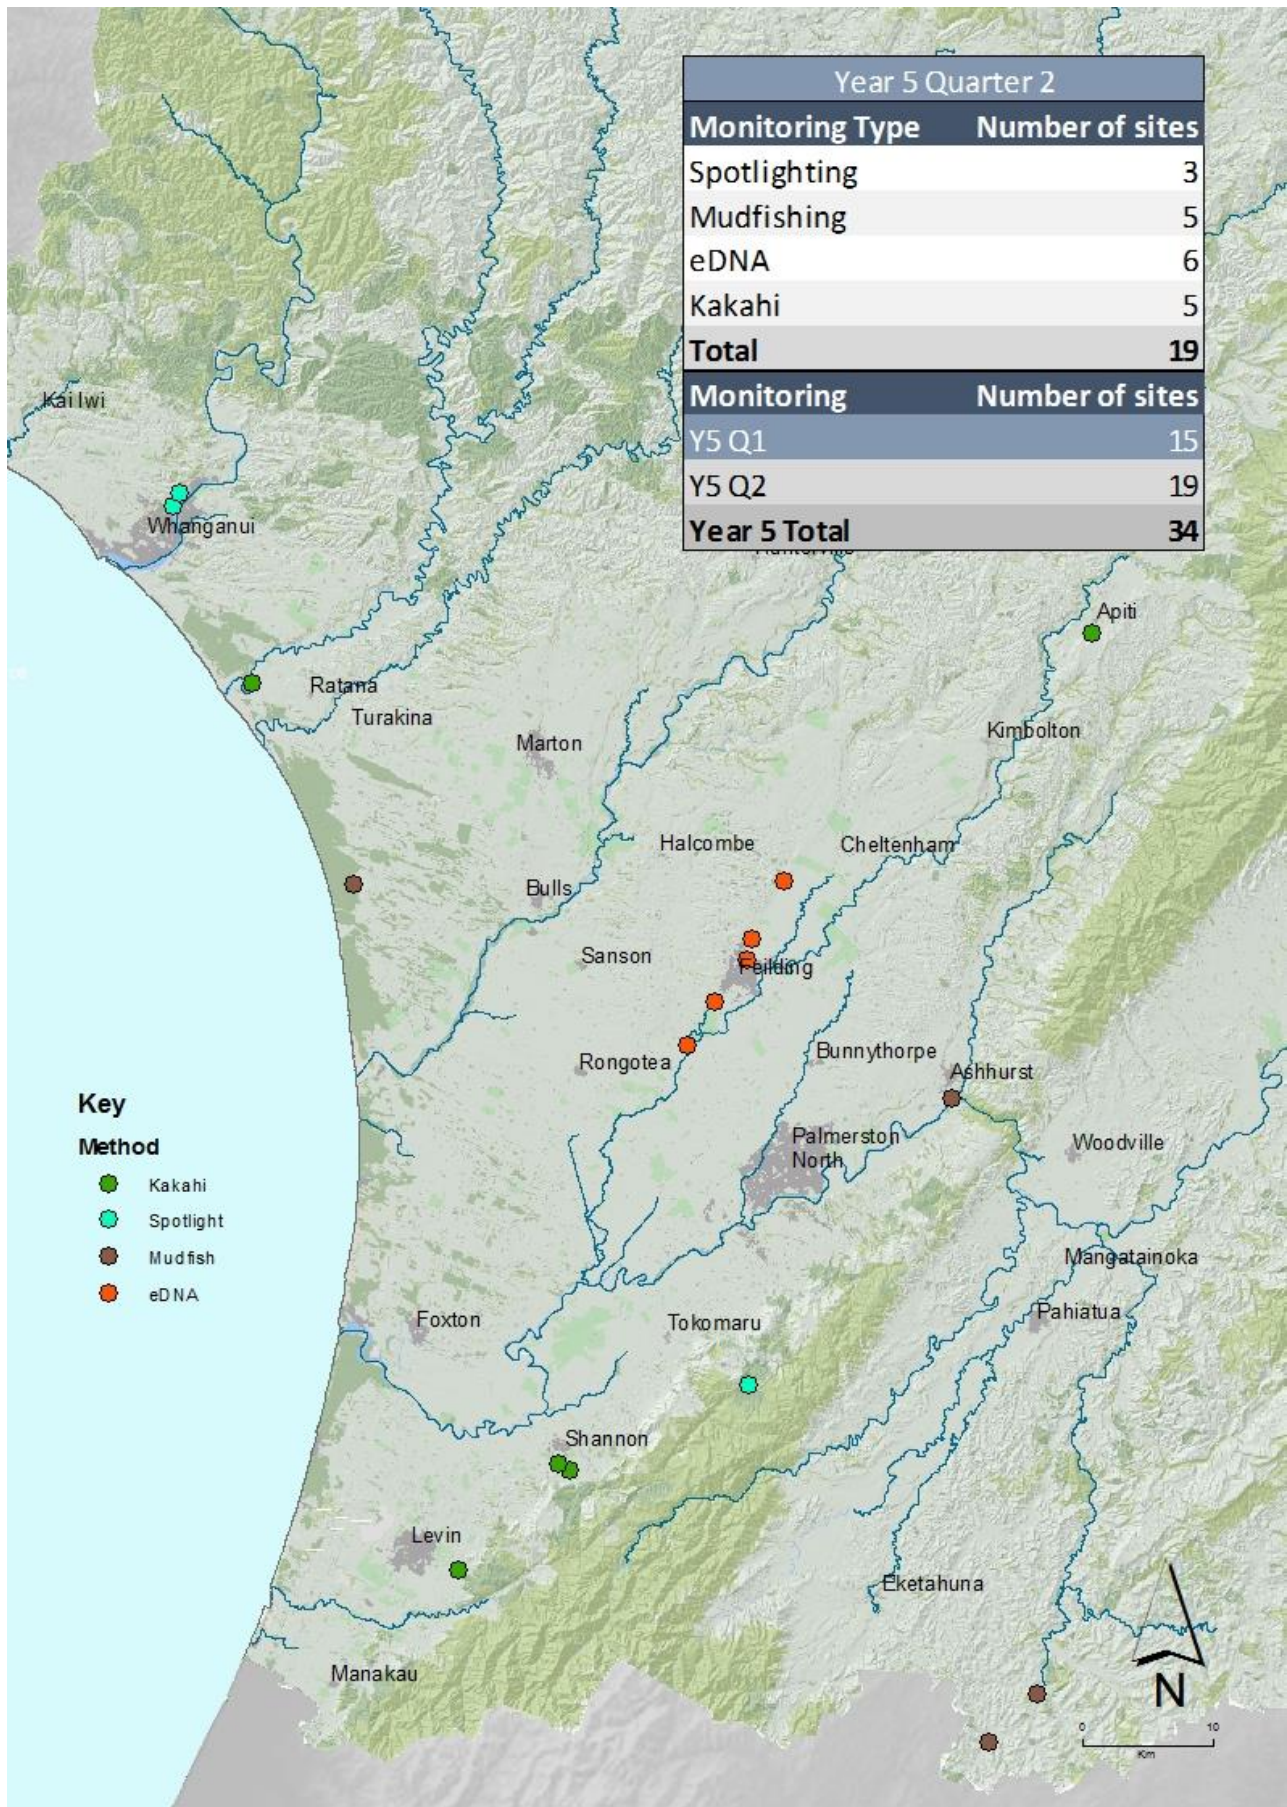 Year 5 Quarter 2
Monitoring Type Number of sites
Spotlighting 3
Mudfishing 5
eDNA 6
Kakahi 5
Total 19
Monitoring Number of sites
Y5 Q1 15
Y5 Q2 19
Year 5 Total 34
Kai Iwi
Whanganui
Apiti
Ratana
Turakina
Kimbolton
Marton
Halcombe
Cheltenham
Bulls
Sanson
Feilding
Rongotea
Bunnythorpe
Ashhurst
Key
Method
Kakahi
Spotlight
Mudfish
eDNA
Palmerston
North
Woodville
Mangatainoka
Pahiatua
Foxton
Tokomaru
Shannon
Levin
Eketahuna
Manakau
N
0 10
Km